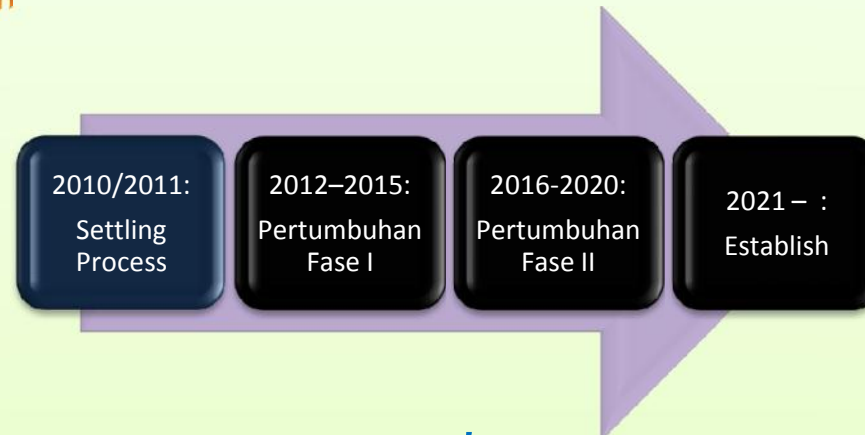 2010/2011:
Settling
Process
2012–2015:
Pertumbuhan
Fase I
2016-2020:
Pertumbuhan
Fase II
2021 –  :
Establish